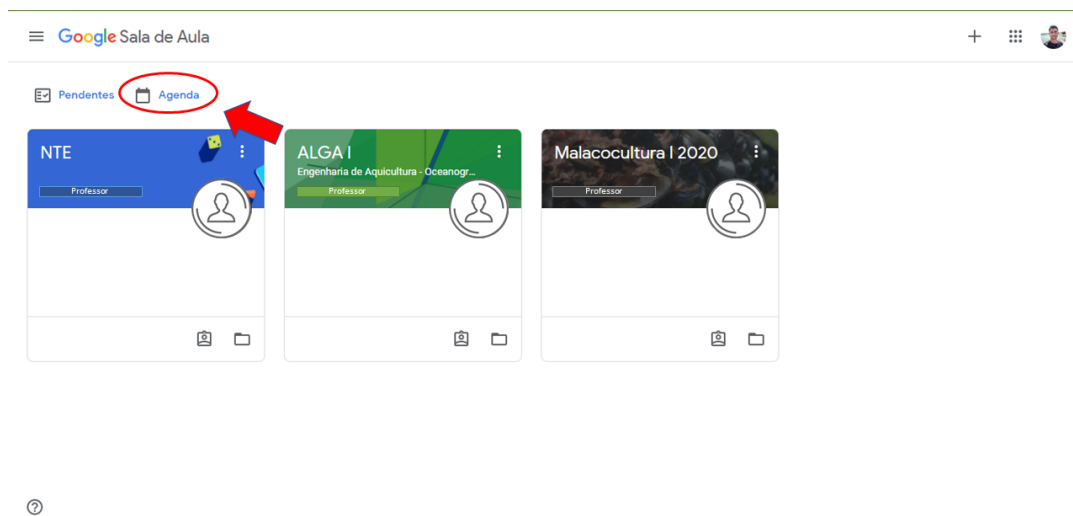 Google Sala de Aula
Pendentes Agenda
NTE
Professor
ALGA I
Engenharia de Aquicultura - Oceanogr...
Professor
Malacocultura I 2020
Professor